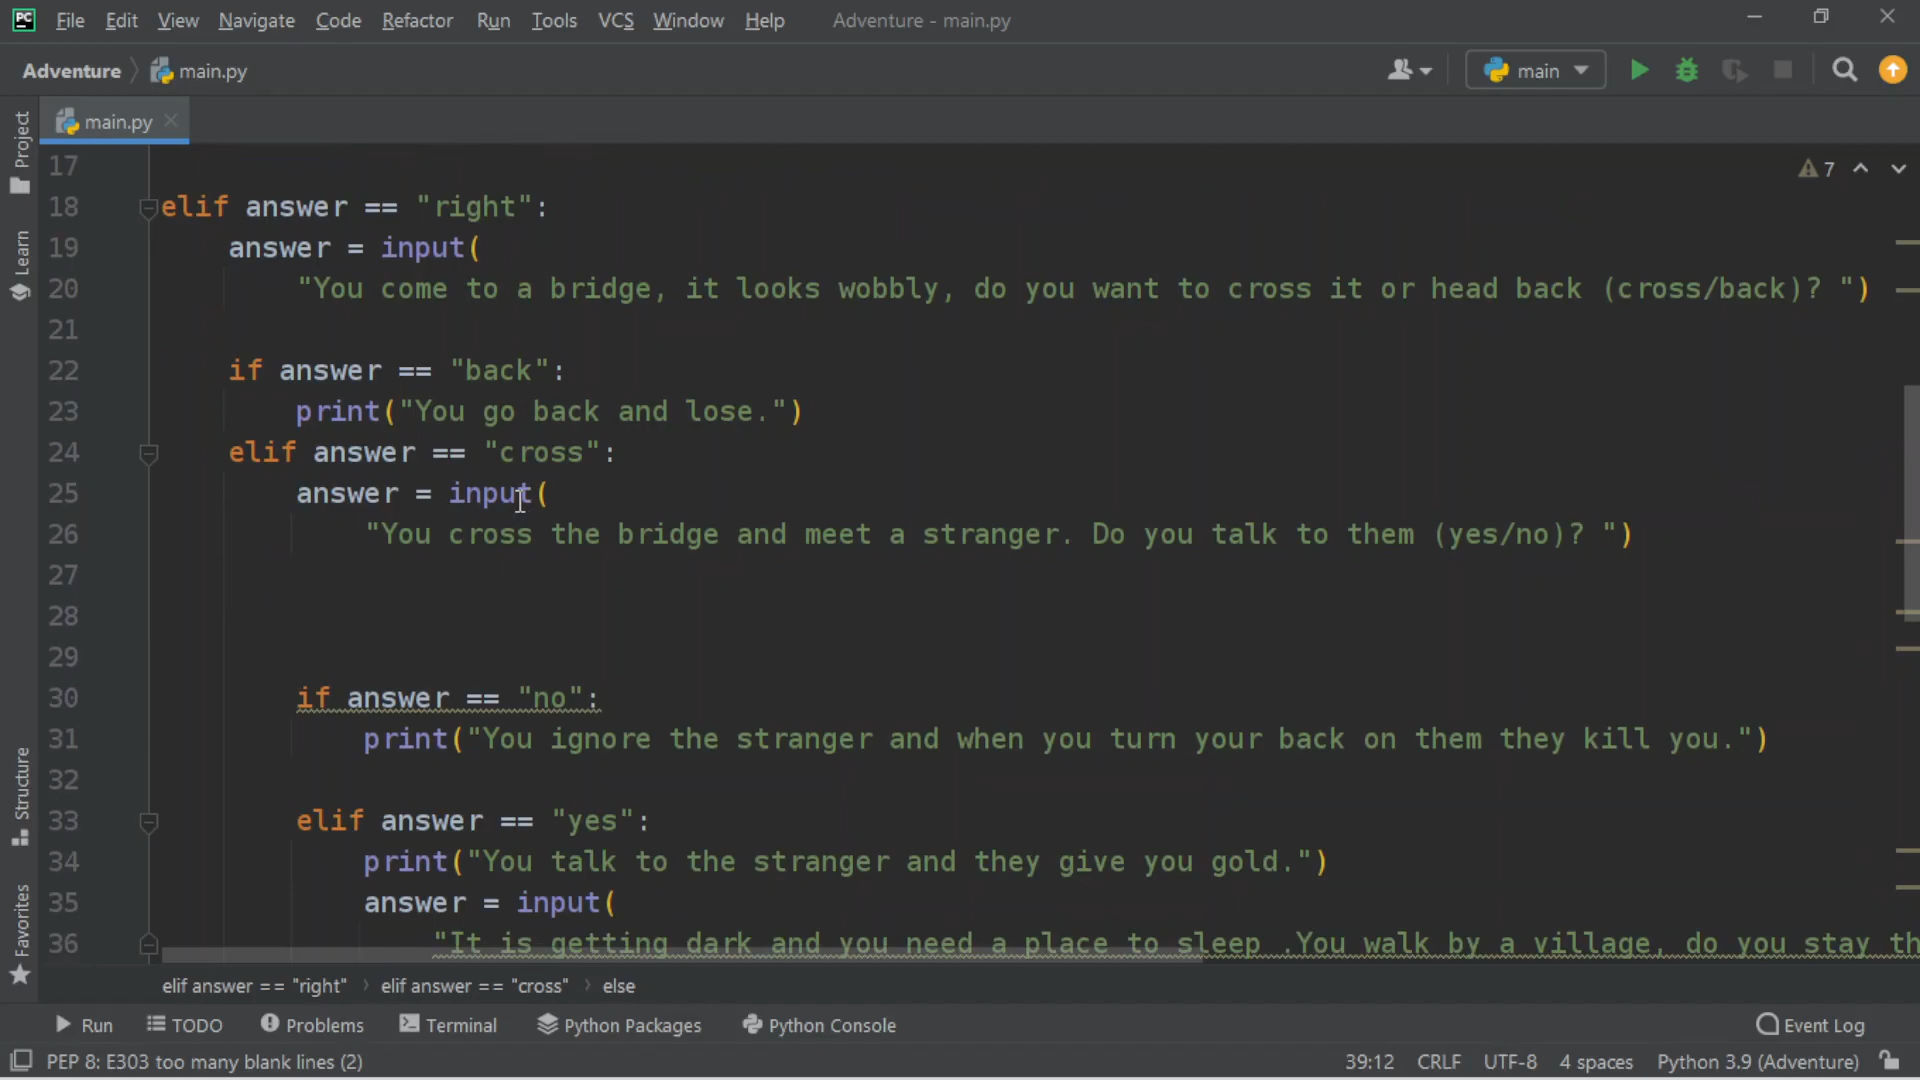 PC File Edit View Navigate Code Refactor Run Tools VCS Window Help Adventure - main.py
Adventure main.py main
main.py
Project
Learn
Structure
Favorites
7
17
18 elif answer == "right":
19 answer = input(
20 "You come to a bridge, it looks wobbly, do you want to cross it or head back (cross/back)? ")
21
22 if answer == "back":
23 print("You go back and lose.")
24 elif answer == "cross":
25 answer = input(
26 "You cross the bridge and meet a stranger. Do you talk to them (yes/no)? ")
27
28
29
30 if answer == "no":
31 print("You ignore the stranger and when you turn your back on them they kill you.")
32
33 elif answer == "yes":
34 print("You talk to the stranger and they give you gold.")
35 answer = input(
36 "It is getting dark and you need a place to sleep .You walk by a village, do you stay th
elif answer == "right" elif answer == "cross" else
Run TODO Problems Terminal Python Packages Python Console Event Log
PEP 8: E303 too many blank lines (2) 39:12 CRLF UTF-8 4 spaces Python 3.9 (Adventure)